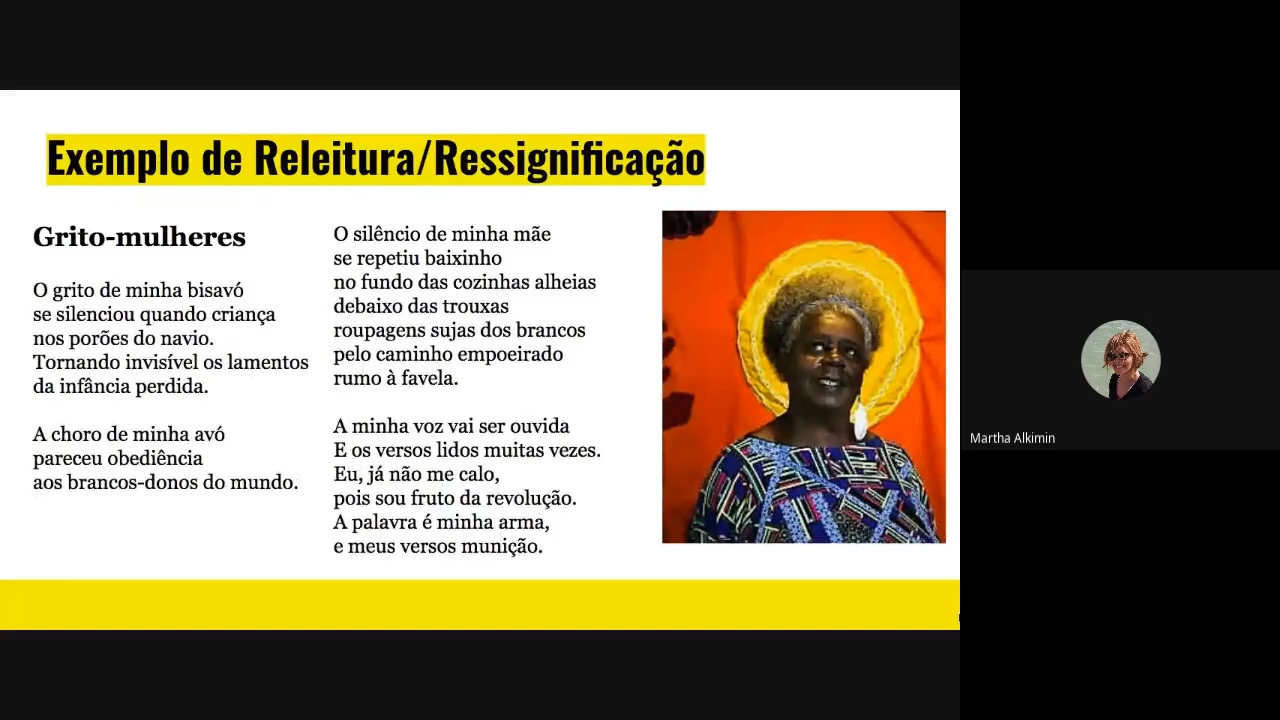 Exemplo de Releitura/Ressignificação
Grito-mulheres
O grito de minha bisavó
se silenciou quando criança
nos porões do navio.
Tornando invisível os lamentos
da infância perdida.
A choro de minha avó
pareceu obediência
aos brancos-donos do mundo.
O silêncio de minha mãe
se repetiu baixinho
no fundo das cozinhas alheias
debaixo das trouxas
roupagens sujas dos brancos
pelo caminho empoeirado
rumo à favela.
A minha voz vai ser ouvida
E os versos lidos muitas vezes.
Eu, já não me calo,
pois sou fruto da revolução.
A palavra é minha arma,
e meus versos munição.
Martha Alkimin